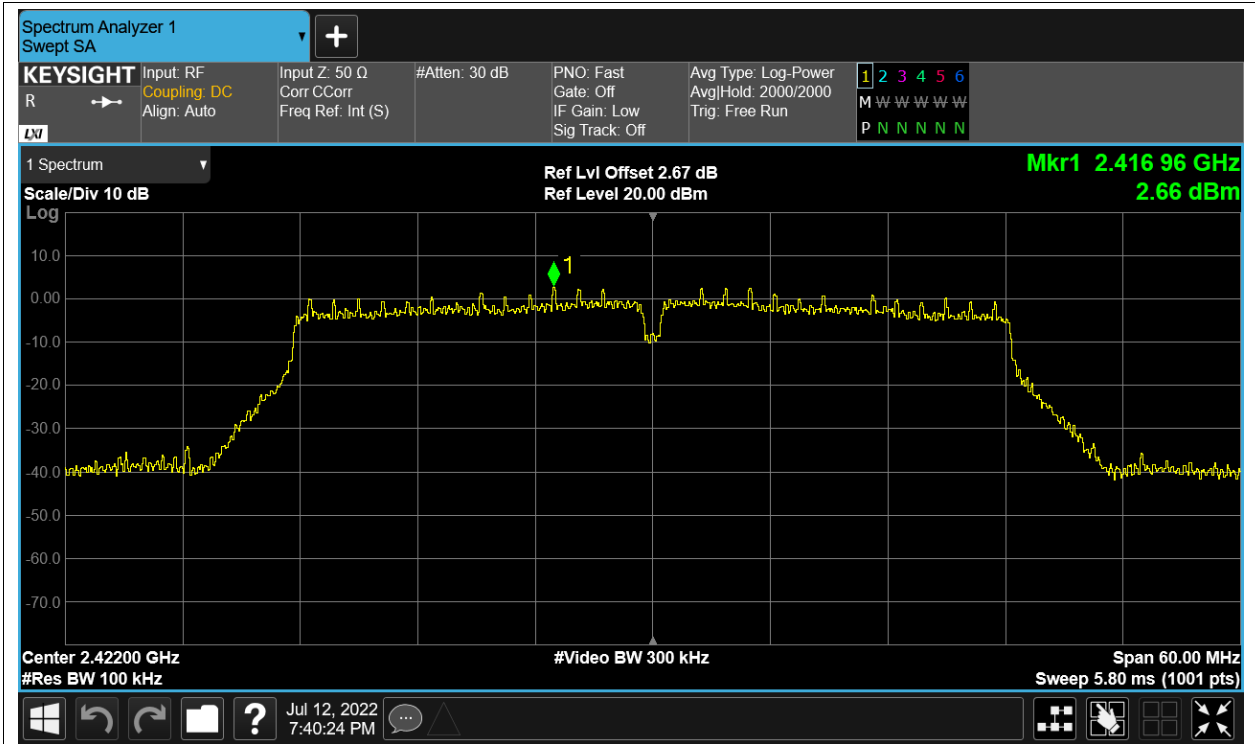 Spectrum Analyzer 1
Swept SA
KEYSIGHT
R
LXI
Input: RF
Coupling: DC
Align: Auto
Input Z: 50 Ω
Corr CCorr
Freq Ref: Int (S)
#Atten: 30 dB
PNO: Fast
Gate: Off
IF Gain: Low
Sig Track: Off
Avg Type: Log-Power
Avg|Hold: 2000/2000
Trig: Free Run
1 2 3 4 5 6
M W W W W W
P N N N N N
1 Spectrum
Scale/Div 10 dB
Ref Lvl Offset 2.67 dB
Ref Level 20.00 dBm
Mkr1 2.416 96 GHz
2.66 dBm
Log
10.0
0.00
-10.0
-20.0
-30.0
-40.0
-50.0
-60.0
-70.0
1
Center 2.42200 GHz
#Res BW 100 kHz
#Video BW 300 kHz
Span 60.00 MHz
Sweep 5.80 ms (1001 pts)
?
Jul 12, 2022
7:40:24 PM